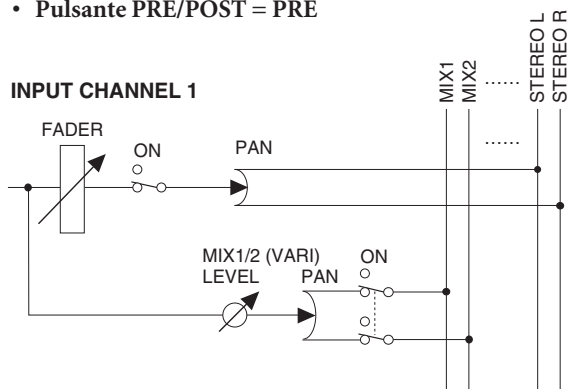 • Pulsante PRE/POST = PRE
INPUT CHANNEL 1
MIX1
MIX2
......
STEREO L
STEREO R
......
FADER
ON
PAN
MIX1/2 (VARI)
LEVEL
PAN
ON